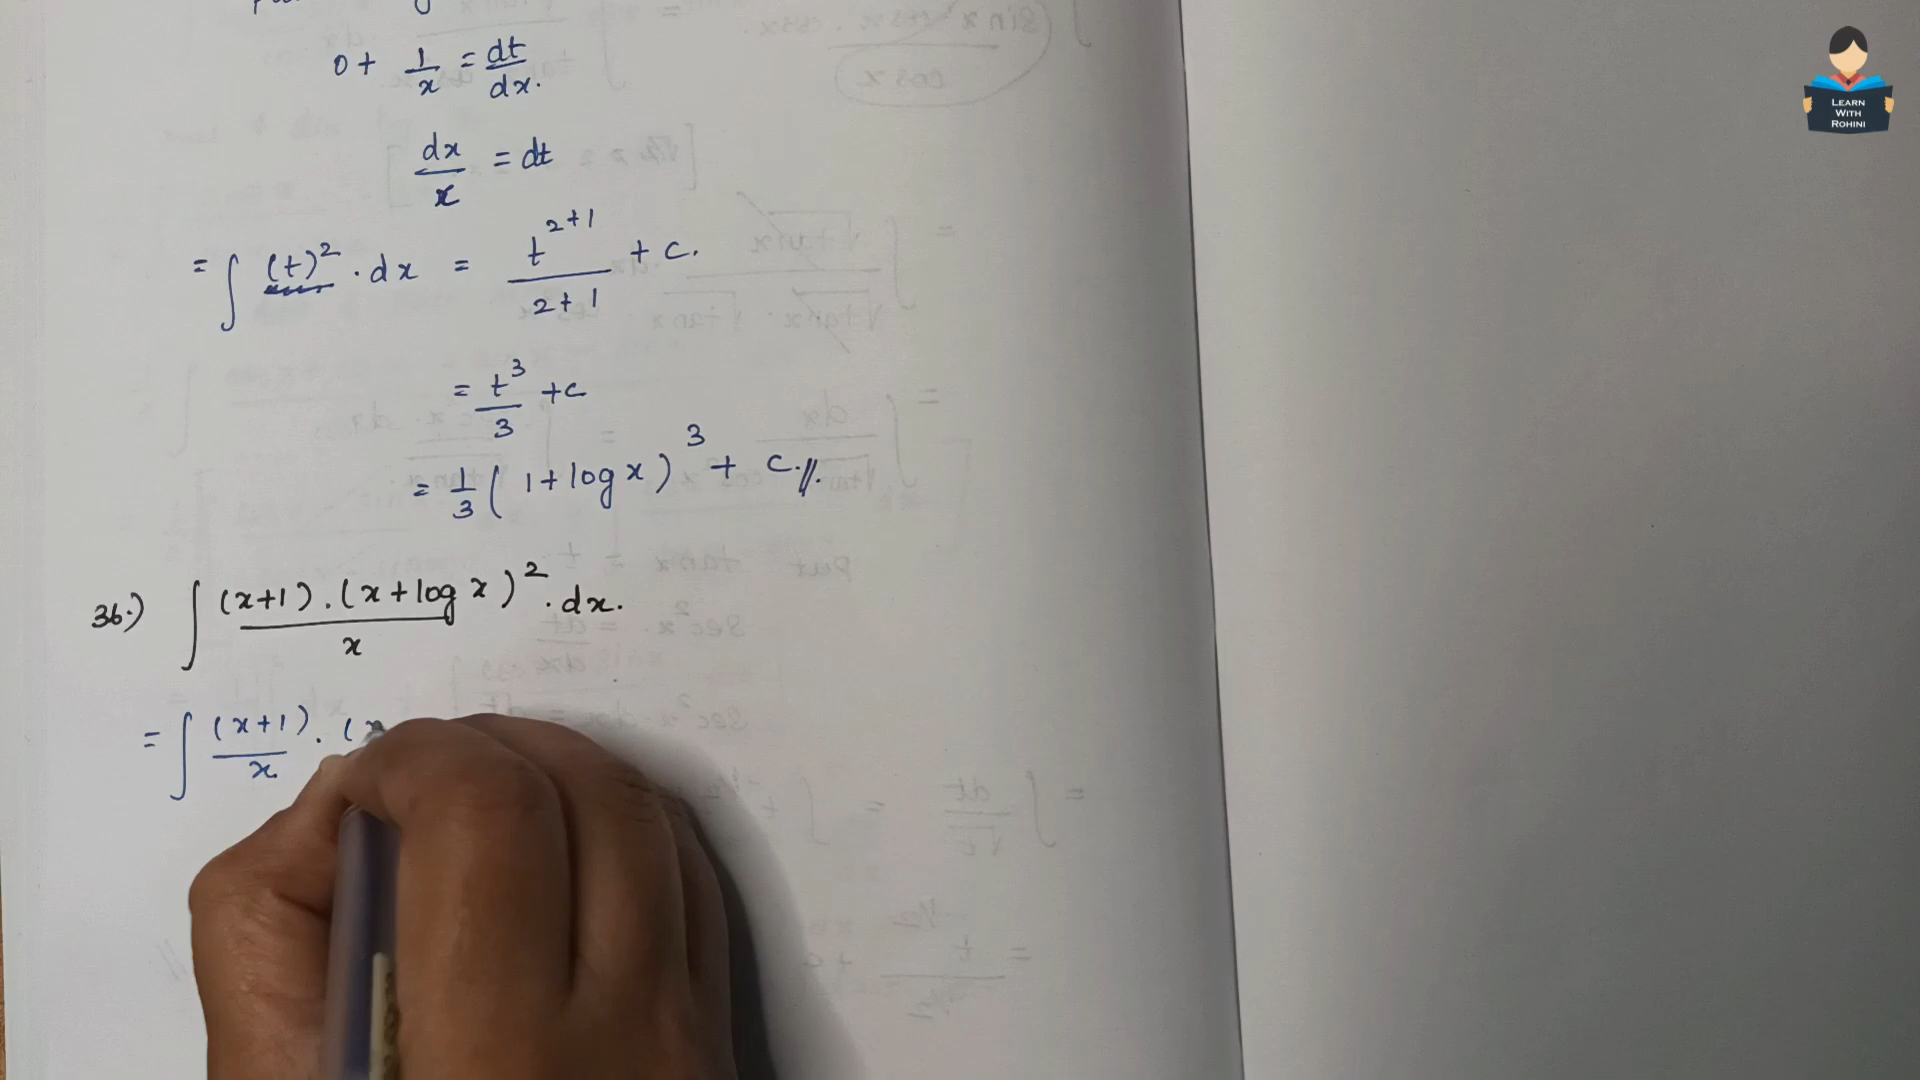 0 + 1/x = dt/dx.
dx/x = dt
= ∫ (t)² . dx = t^(2+1)/(2+1) + c.
= t³/3 + c
= 1/3 (1 + log x)³ + c.//.
36.) ∫ (x+1) . (x + log x)²/x . dx.
= ∫ (x+1)/x . (x
LEARN
WITH
ROHINI